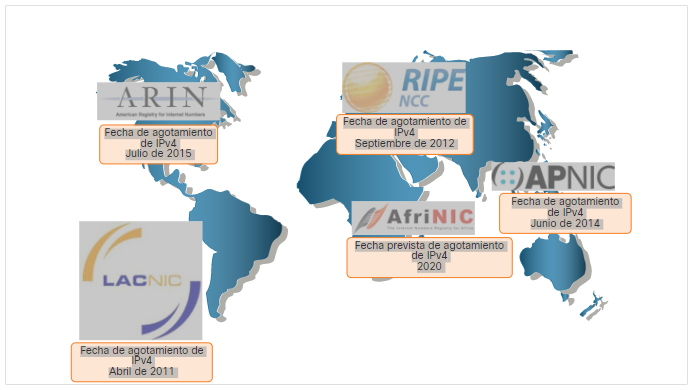 ARIN
American Registry for Internet Numbers
Fecha de agotamiento
de IPv4
Julio de 2015
RIPE
NCC
Fecha de agotamiento de
IPv4
Septiembre de 2012
APNIC
Fecha de agotamiento
de IPv4
Junio de 2014
AfriNIC
The Internet Numbers Registry for Africa
Fecha prevista de agotamiento
de IPv4
2020
LACNIC
Fecha de agotamiento de
IPv4
Abril de 2011